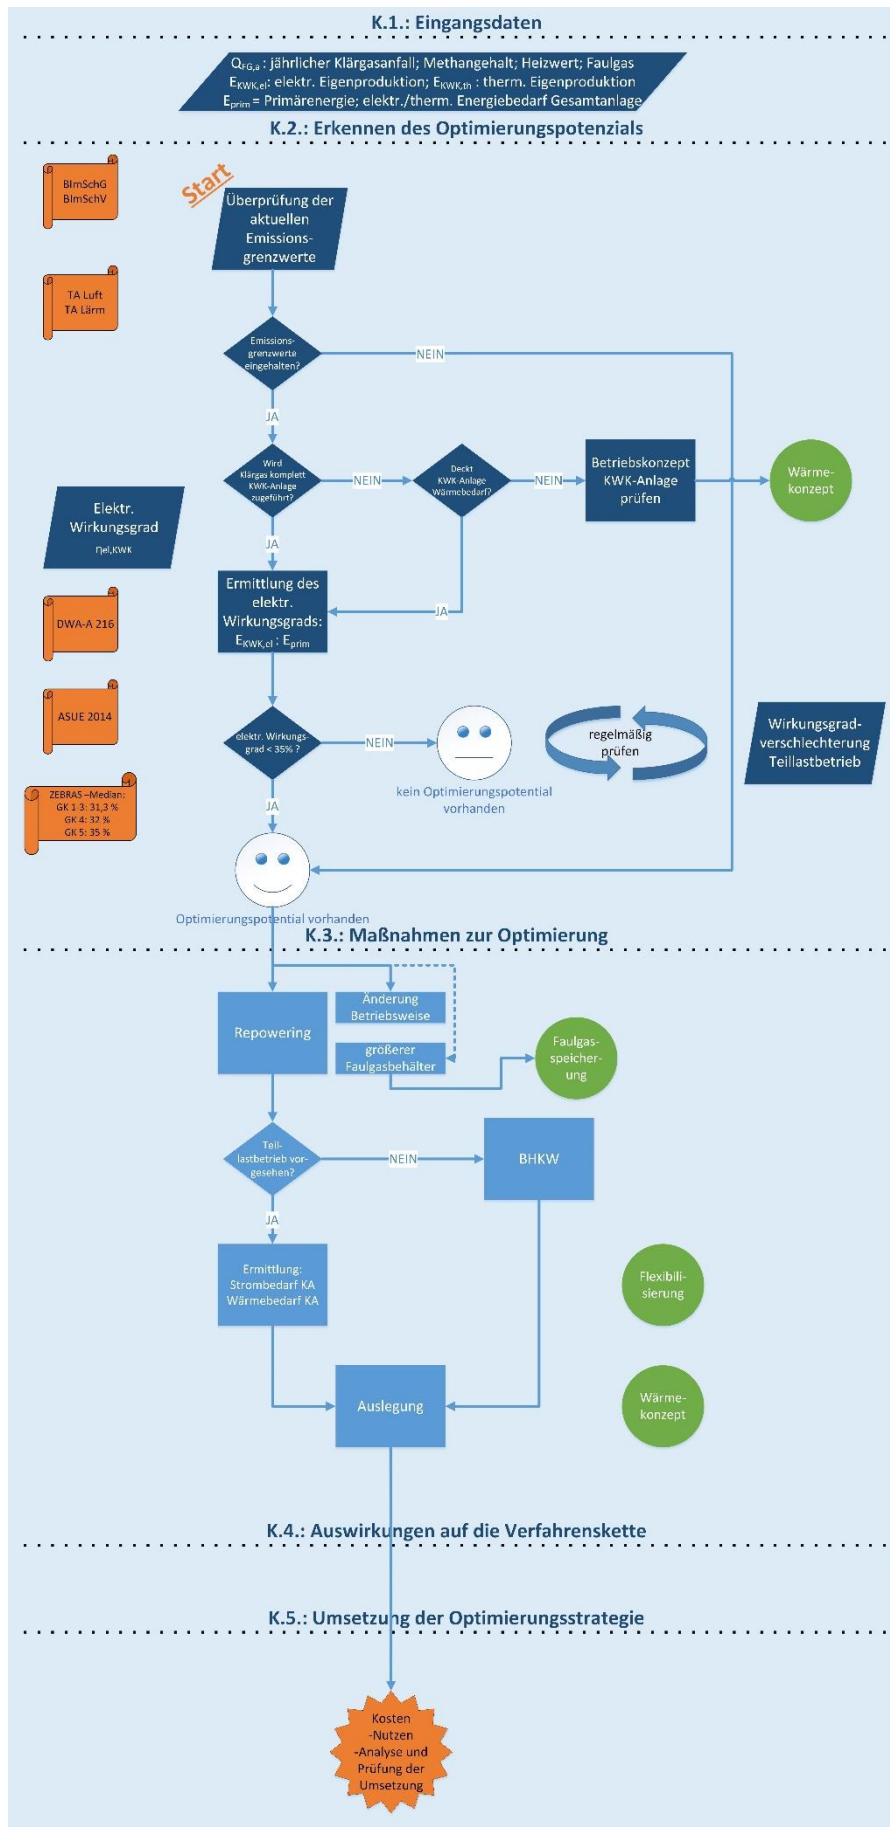 K.1.: Eingangsdaten
Q_FG,a : jährlicher Klärgasanfall; Methangehalt; Heizwert; Faulgas
E_KWK,el: elektr. Eigenproduktion; E_KWK,th : therm. Eigenproduktion
E_prim = Primärenergie; elektr./therm. Energiebedarf Gesamtanlage
K.2.: Erkennen des Optimierungspotenzials
BImSchG
BImSchV
Start
Überprüfung der
aktuellen
Emissions-
grenzwerte
TA Luft
TA Lärm
Emissions-
grenzwerte
eingehalten?
NEIN
JA
Wird
Klärgas komplett
KWK-Anlage
zugeführt?
NEIN
Deckt
KWK-Anlage
Wärmebedarf?
NEIN
Betriebskonzept
KWK-Anlage
prüfen
Wärme-
konzept
Elektr.
Wirkungsgrad
ηel,KWK
JA
Ermittlung des
elektr.
Wirkungsgrads:
E_KWK,el : E_prim
JA
DWA-A 216
ASUE 2014
elektr. Wirkungs-
grad < 35% ?
NEIN
kein Optimierungspotential
vorhanden
regelmäßig
prüfen
Wirkungsgrad-
verschlechterung
Teillastbetrieb
ZEBRAS –Median:
GK 1-3: 31,3 %
GK 4: 32 %
GK 5: 35 %
JA
Optimierungspotential vorhanden
K.3.: Maßnahmen zur Optimierung
Repowering
Änderung
Betriebsweise
größerer
Faulgasbehälter
Faulgas-
speicher-
ung
Teil-
lastbetrieb vor-
gesehen?
NEIN
BHKW
JA
Ermittlung:
Strombedarf KA
Wärmebedarf KA
Flexibili-
sierung
Auslegung
Wärme-
konzept
K.4.: Auswirkungen auf die Verfahrenskette
K.5.: Umsetzung der Optimierungsstrategie
Kosten
-Nutzen
-Analyse und
Prüfung der
Umsetzung